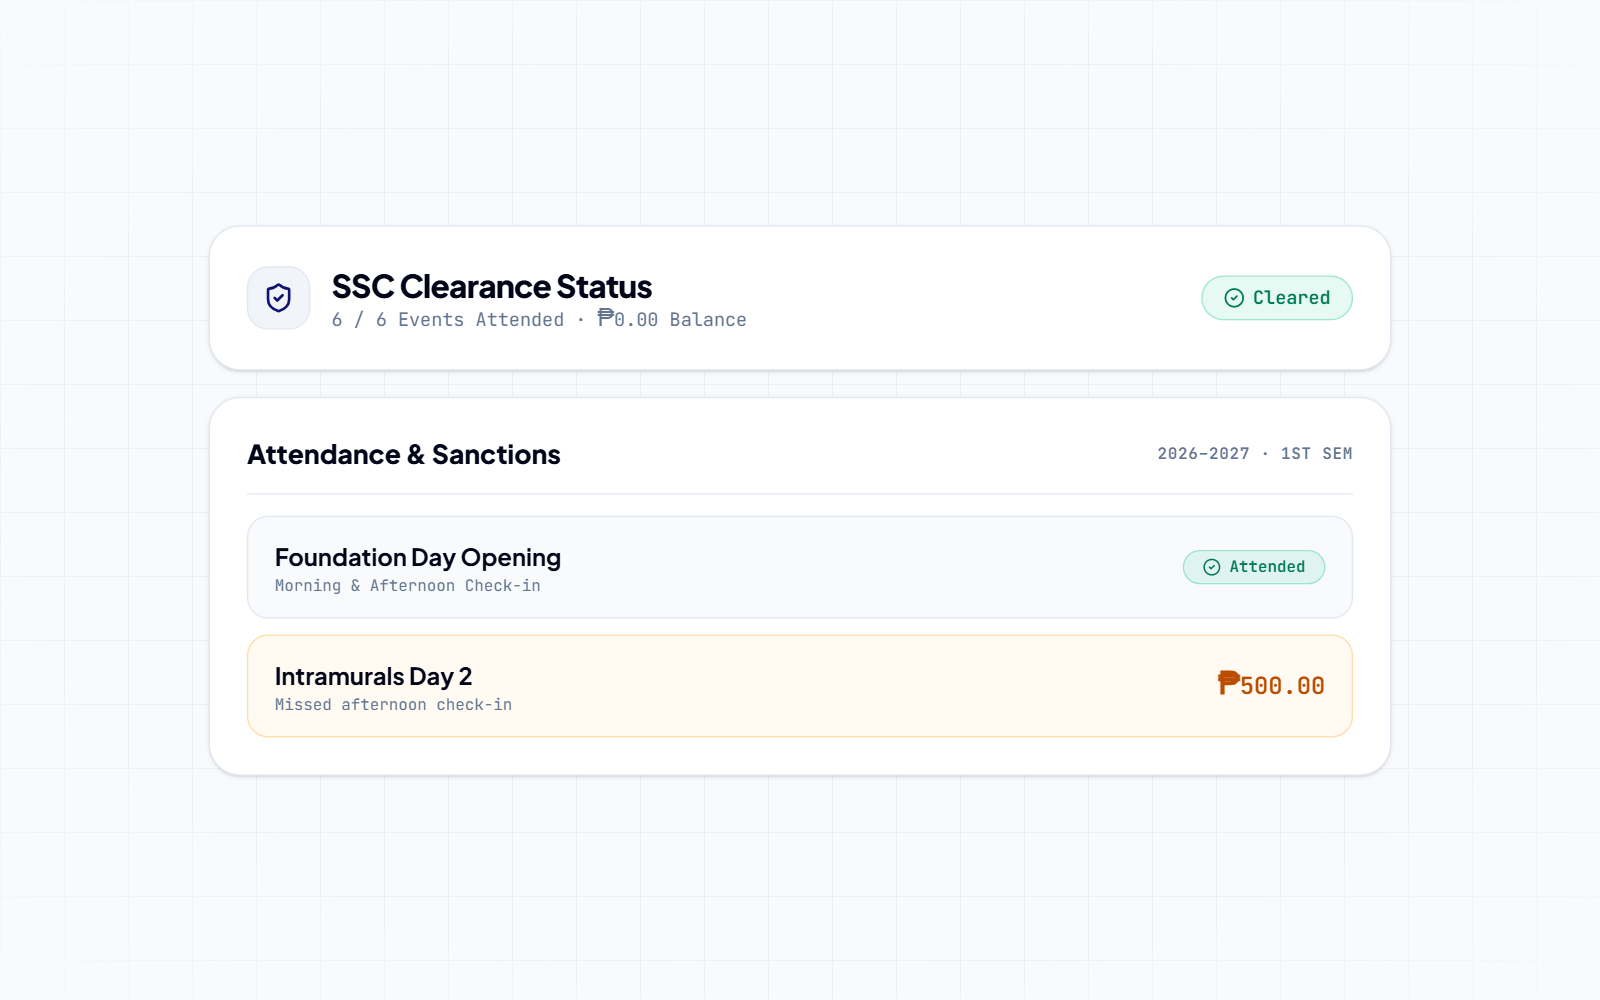 SSC Clearance Status
6 / 6 Events Attended · ₱0.00 Balance
Cleared
Attendance & Sanctions
2026–2027 · 1ST SEM
Foundation Day Opening
Morning & Afternoon Check-in
Attended
Intramurals Day 2
Missed afternoon check-in
₱500.00